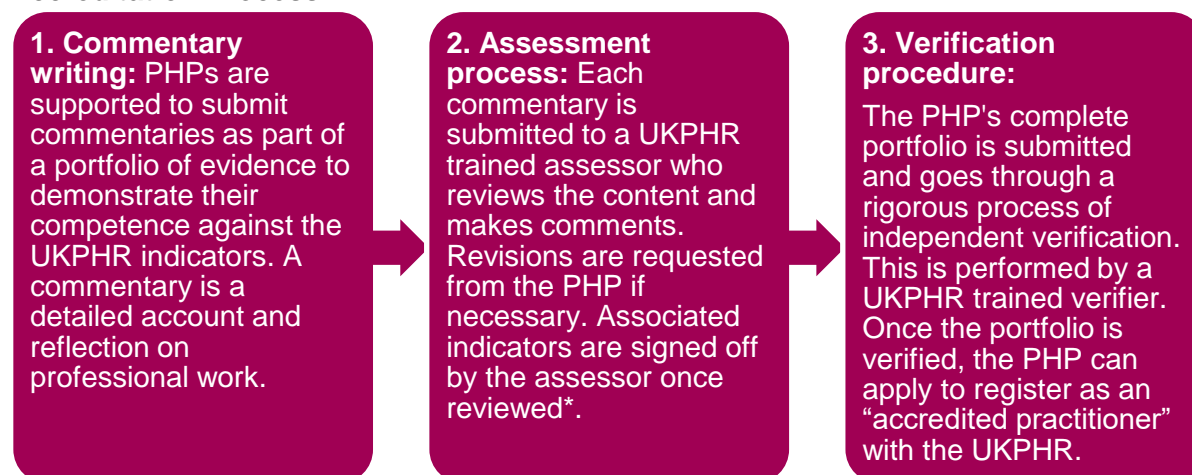 1. Commentary
writing: PHPs are
supported to submit
commentaries as part of
a portfolio of evidence to
demonstrate their
competence against the
UKPHR indicators. A
commentary is a
detailed account and
reflection on
professional work.
2. Assessment
process: Each
commentary is
submitted to a UKPHR
trained assessor who
reviews the content and
makes comments.
Revisions are requested
from the PHP if
necessary. Associated
indicators are signed off
by the assessor once
reviewed*.
3. Verification
procedure:
The PHP's complete
portfolio is submitted
and goes through a
rigorous process of
independent verification.
This is performed by a
UKPHR trained verifier.
Once the portfolio is
verified, the PHP can
apply to register as an
“accredited practitioner”
with the UKPHR.